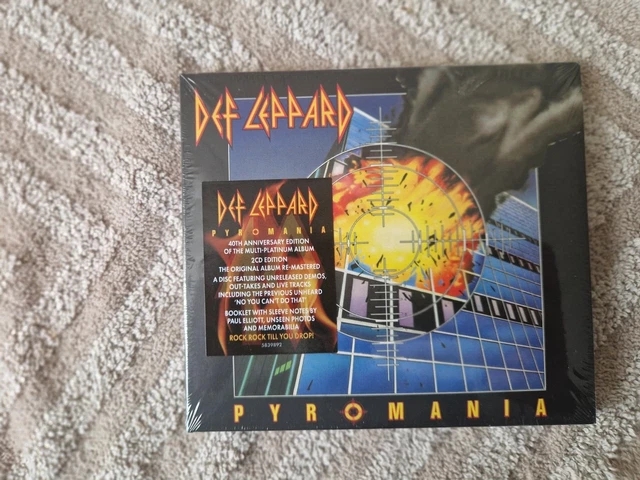 DEF LEPPARD
DEF LEPPARD
PYROMANIA
40TH ANNIVERSARY EDITION
OF THE MULTI-PLATINUM ALBUM
2CD EDITION
THE ORIGINAL ALBUM RE-MASTERED
A DISC FEATURING UNRELEASED DEMOS,
OUT-TAKES AND LIVE TRACKS
INCLUDING THE PREVIOUS UNHEARD
'NO YOU CAN'T DO THAT'
BOOKLET WITH SLEEVE NOTES BY
PAUL ELLIOTT, UNSEEN PHOTOS
AND MEMORABILIA
ROCK ROCK TILL YOU DROP!
5839892
PYROMANIA